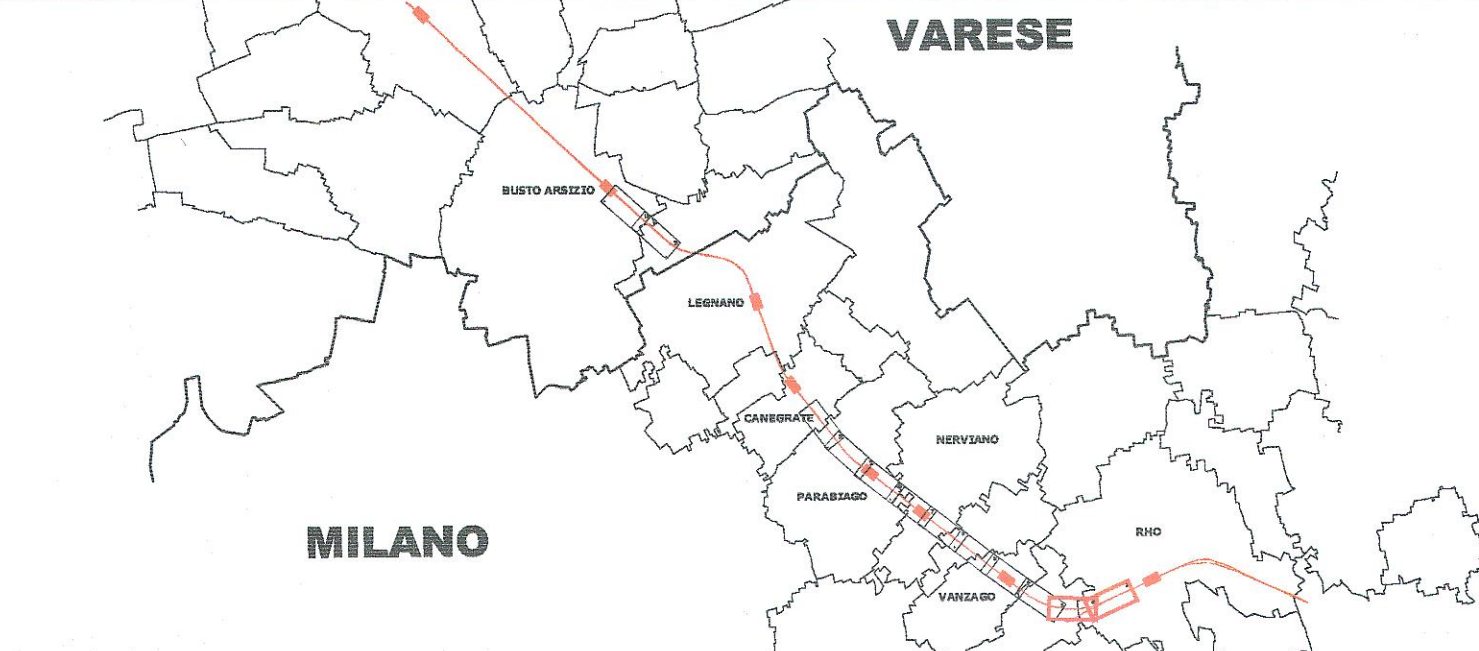 VARESE
BUSTO ARSIZIO
LEGNANO
CANEGRATE
NERVIANO
PARABIAGO
RHO
MILANO
VANZAGO